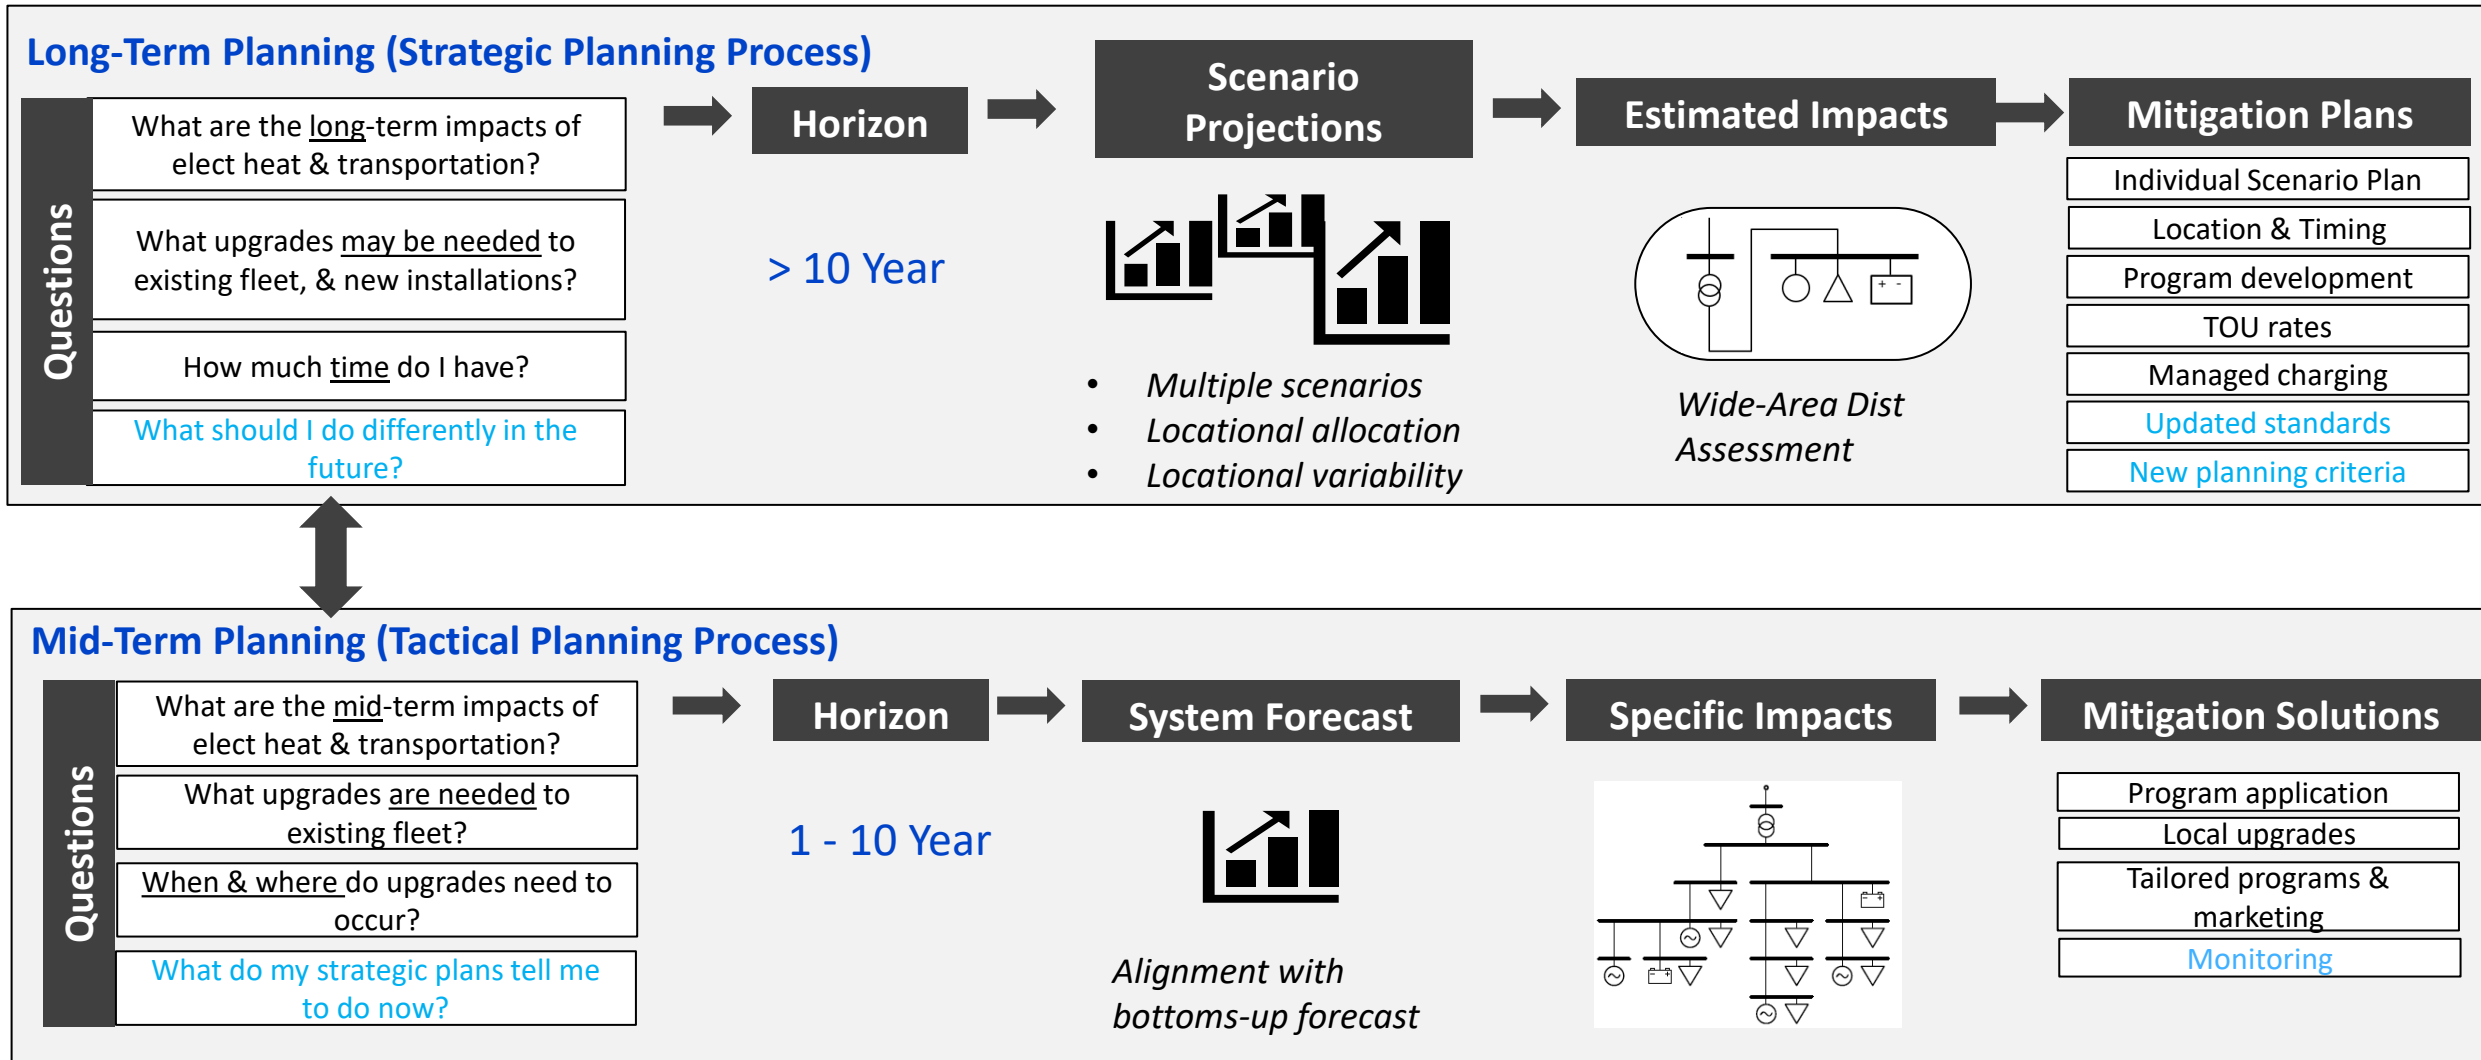 Long-Term Planning (Strategic Planning Process)
Questions
What are the long-term impacts of
elect heat & transportation?
What upgrades may be needed to
existing fleet, & new installations?
How much time do I have?
What should I do differently in the
future?
Horizon
> 10 Year
Scenario
Projections
• Multiple scenarios
• Locational allocation
• Locational variability
Estimated Impacts
+ -
Wide-Area Dist
Assessment
Mitigation Plans
Individual Scenario Plan
Location & Timing
Program development
TOU rates
Managed charging
Updated standards
New planning criteria
Mid-Term Planning (Tactical Planning Process)
Questions
What are the mid-term impacts of
elect heat & transportation?
What upgrades are needed to
existing fleet?
When & where do upgrades need to
occur?
What do my strategic plans tell me
to do now?
Horizon
1 - 10 Year
System Forecast
Alignment with
bottoms-up forecast
Specific Impacts
Mitigation Solutions
Program application
Local upgrades
Tailored programs &
marketing
Monitoring